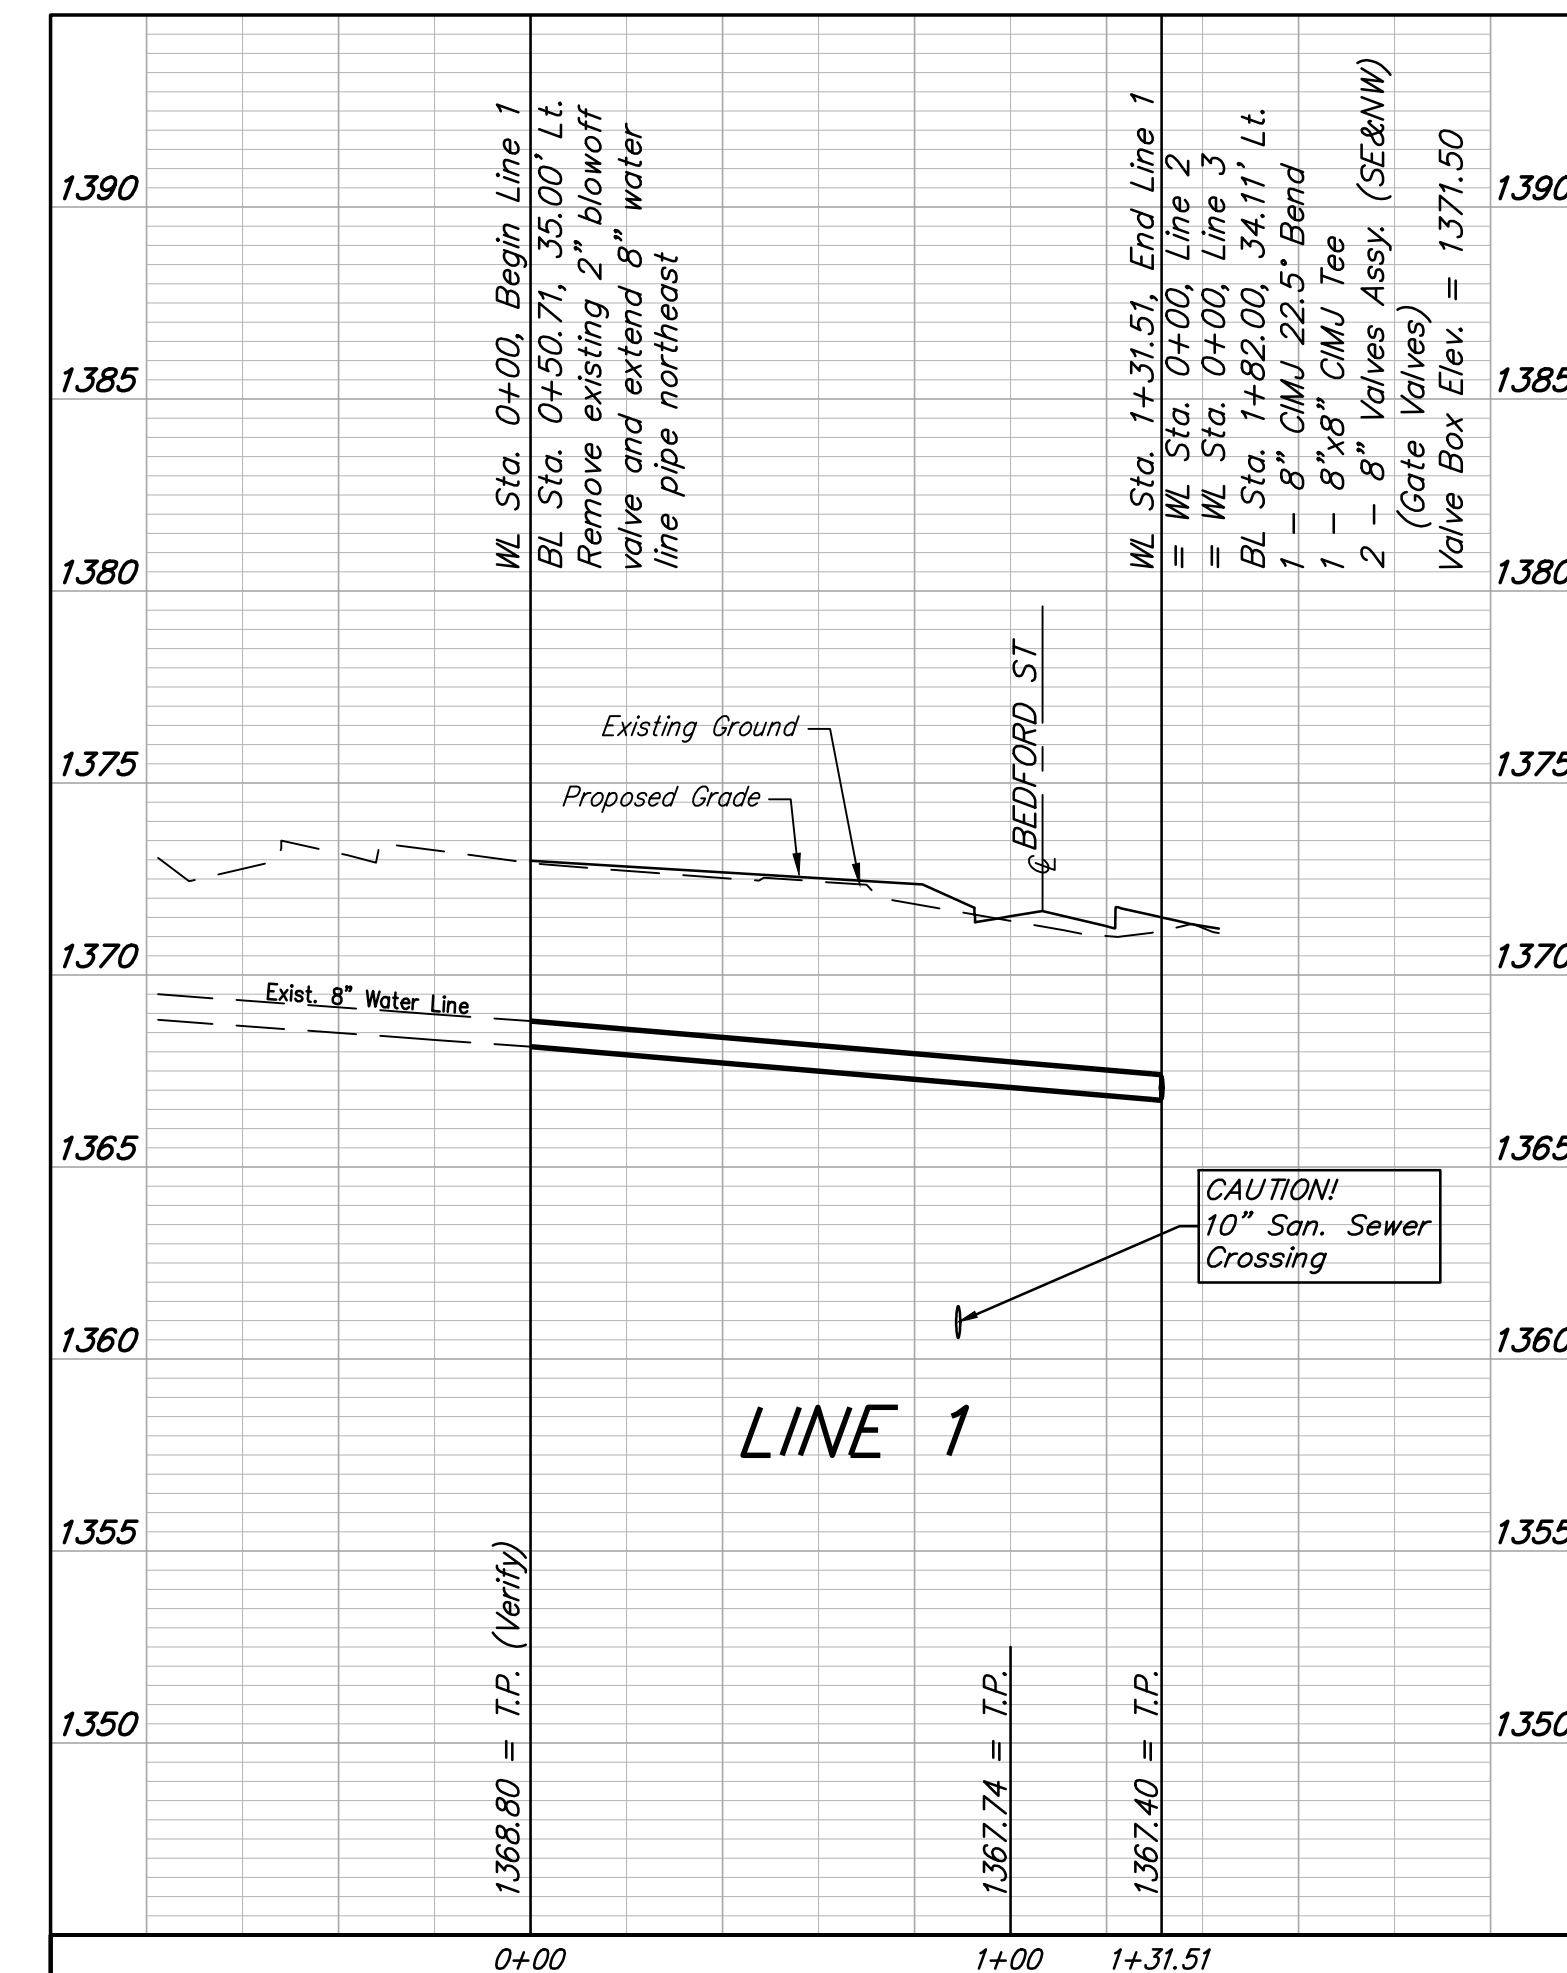 WL Sta. 0+00, Begin Line 1
BL Sta. 0+50.71, 35.00' Lt.
Remove existing 2" blowoff
valve and extend 8" water
line pipe northeast
WL Sta. 1+31.51, End Line 1
= WL Sta. 0+00, Line 2
= WL Sta. 0+00, Line 3
BL Sta. 1+82.00, 34.11' Lt.
1 - 8" CIMJ 22.5° Bend
1 - 8"x8" CIMJ Tee
2 - 8" Valves Assy. (SE&NW)
(Gate Valves)
Valve Box Elev. = 1371.50
1390
1390
1385
1385
1380
1380
℄ BEDFORD ST
Existing Ground
1375
1375
Proposed Grade
1370
1370
Exist. 8" Water Line
1365
1365
CAUTION!
10" San. Sewer
Crossing
1360
1360
LINE 1
1355
1355
1350
1350
1368.80 = T.P. (Verify)
1367.74 = T.P.
1367.40 = T.P.
0+00
1+00
1+31.51